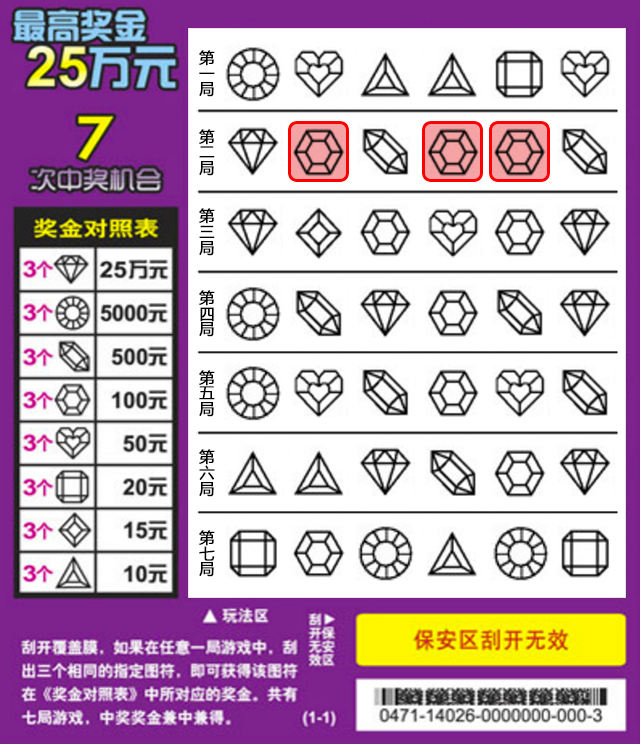 最高奖金
25万元
7
次中奖机会
奖金对照表
3个 25万元
3个 5000元
3个 500元
3个 100元
3个 50元
3个 20元
3个 15元
3个 10元
第一局
第二局
第三局
第四局
第五局
第六局
第七局
▲玩法区
刮开覆盖膜，如果在任意一局游戏中，刮
出三个相同的指定图符，即可获得该图符
在《奖金对照表》中所对应的奖金。共有
七局游戏，中奖奖金兼中兼得。
(1-1)
刮开无效
▶保安区
保安区刮开无效
0471-14026-0000000-000-3